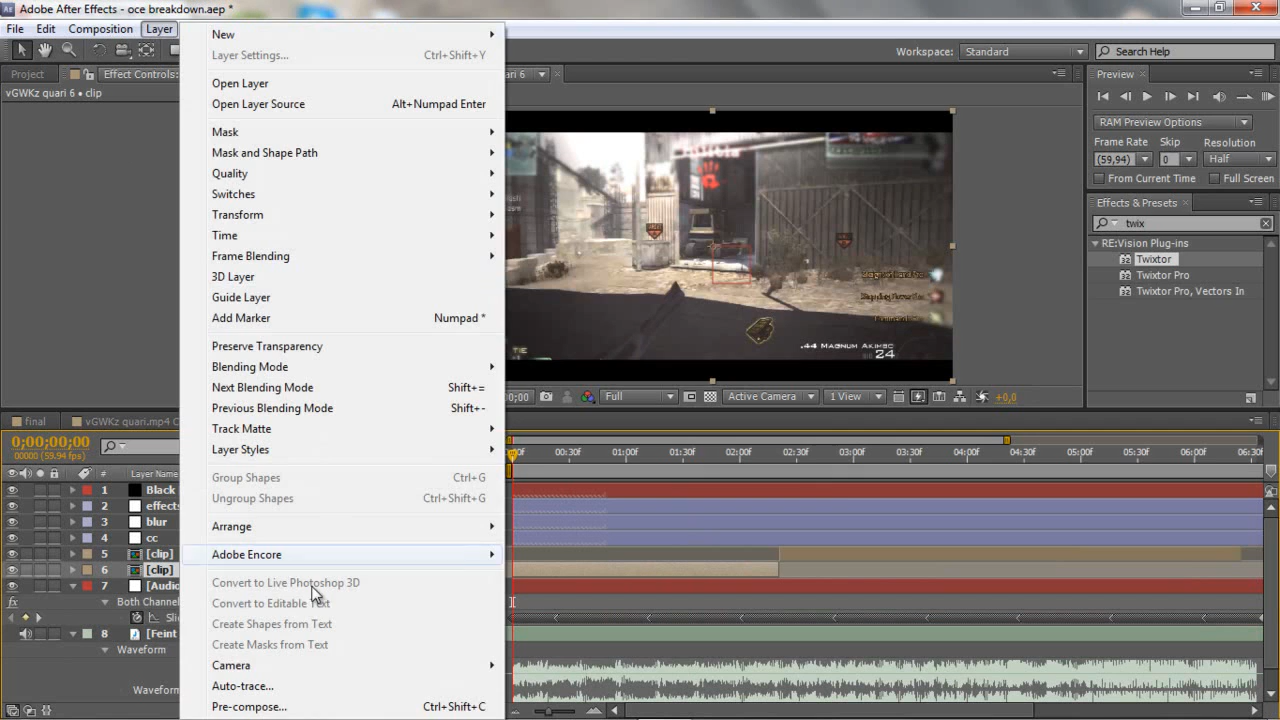 Adobe After Effects - oce breakdown.aep *
File Edit Composition Layer
Workspace: Standard Search Help
Project Effect Controls:
vGWKz quari 6 • clip
New
Layer Settings... Ctrl+Shift+Y
Open Layer
Open Layer Source Alt+Numpad Enter
Mask
Mask and Shape Path
Quality
Switches
Transform
Time
Frame Blending
3D Layer
Guide Layer
Add Marker Numpad *
Preserve Transparency
Blending Mode
Next Blending Mode Shift+=
Previous Blending Mode Shift+-
Track Matte
Layer Styles
Group Shapes Ctrl+G
Ungroup Shapes Ctrl+Shift+G
Arrange
Adobe Encore
Convert to Live Photoshop 3D
Convert to Editable Text
Create Shapes from Text
Create Masks from Text
Camera
Auto-trace...
Pre-compose... Ctrl+Shift+C
ari 6
.44 Magnum Akimbo
24
Full Active Camera 1 View +0,0
Preview
RAM Preview Options
Frame Rate Skip Resolution
(59,94) 0 Half
From Current Time Full Screen
Effects & Presets
twix
RE:Vision Plug-ins
Twixtor
Twixtor Pro
Twixtor Pro, Vectors In
final vGWKz quari.mp4 C
0;00;00;00
00000 (59.94 fps)
# Layer Name
00:30f 01:00f 01:30f 02:00f 02:30f 03:00f 03:30f 04:00f 04:30f 05:00f 05:30f 06:00f 06:30f
1 Black
2 effects
3 blur
4 cc
5 [clip]
6 [clip]
7 [Audio
fx Both Channel
Slid
8 [Feint
Waveform
Waveform